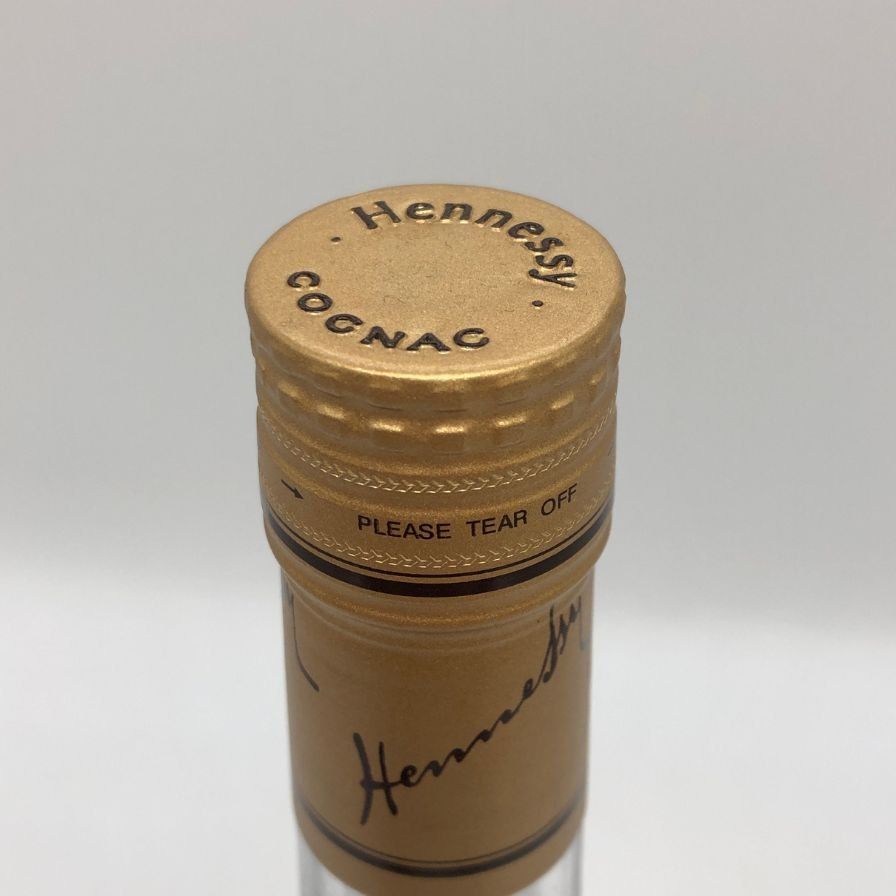 • Hennessy •
COGNAC
→ PLEASE TEAR OFF
Hennessy